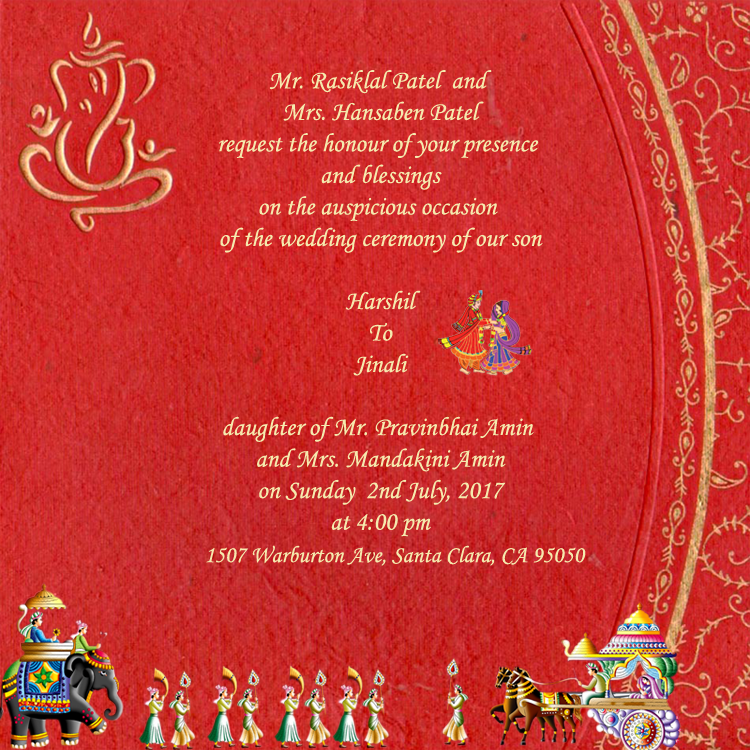 Mr. Rasiklal Patel and
Mrs. Hansaben Patel
request the honour of your presence
and blessings
on the auspicious occasion
of the wedding ceremony of our son
Harshil
To
Jinali
daughter of Mr. Pravinbhai Amin
and Mrs. Mandakini Amin
on Sunday 2nd July, 2017
at 4:00 pm
1507 Warburton Ave, Santa Clara, CA 95050